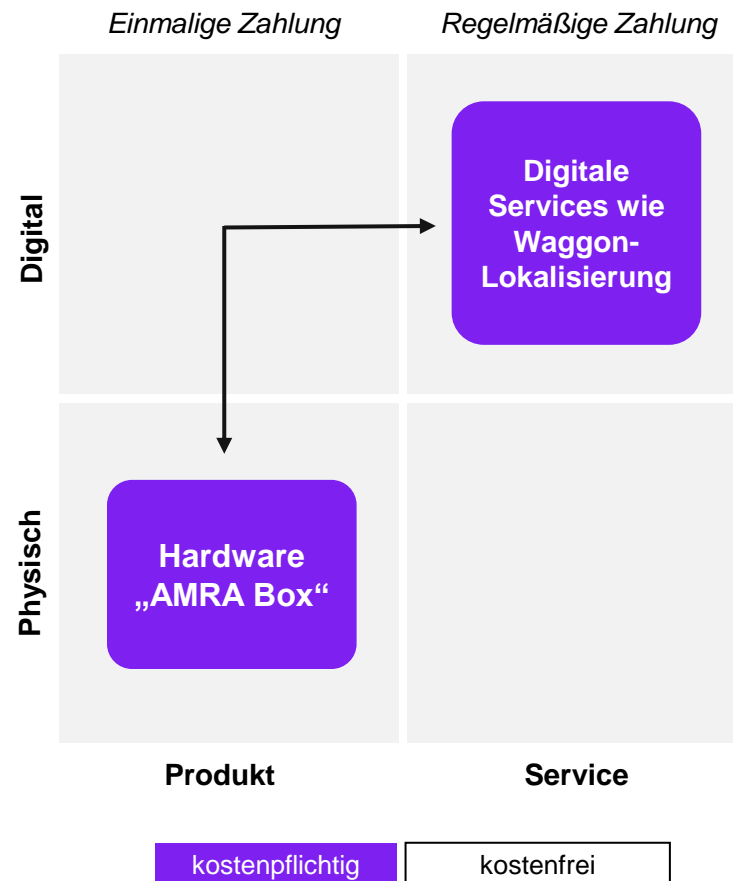 Einmalige Zahlung
Regelmäßige Zahlung
Digital
Digitale
Services wie
Waggon-
Lokalisierung
Physisch
Hardware
„AMRA Box“
Produkt
Service
kostenpflichtig
kostenfrei